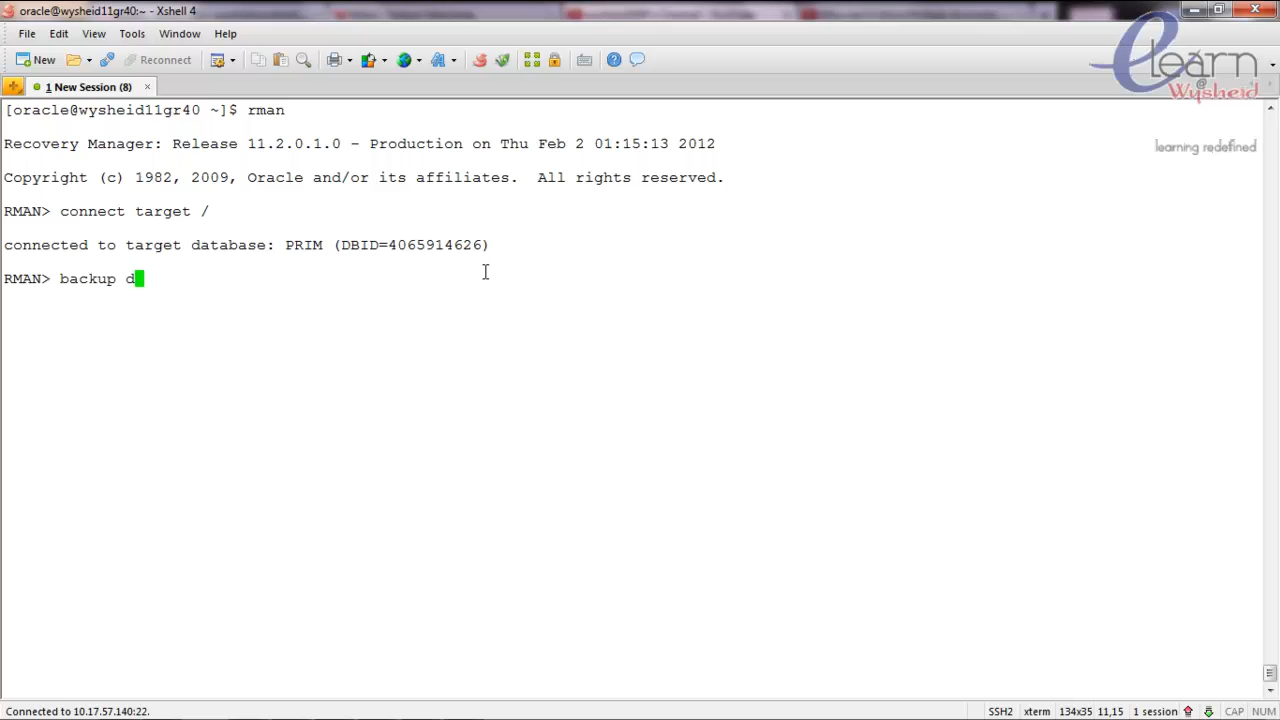 oracle@wysheid11gr40:~ - Xshell 4
File Edit View Tools Window Help
New Reconnect
1 New Session (8)
elearn
@
Wysheid
learning redefined
[oracle@wysheid11gr40 ~]$ rman
Recovery Manager: Release 11.2.0.1.0 - Production on Thu Feb 2 01:15:13 2012
Copyright (c) 1982, 2009, Oracle and/or its affiliates.  All rights reserved.
RMAN> connect target /
connected to target database: PRIM (DBID=4065914626)
RMAN> backup d
Connected to 10.17.57.140:22. SSH2 xterm 134x35 11,15 1 session CAP NUM